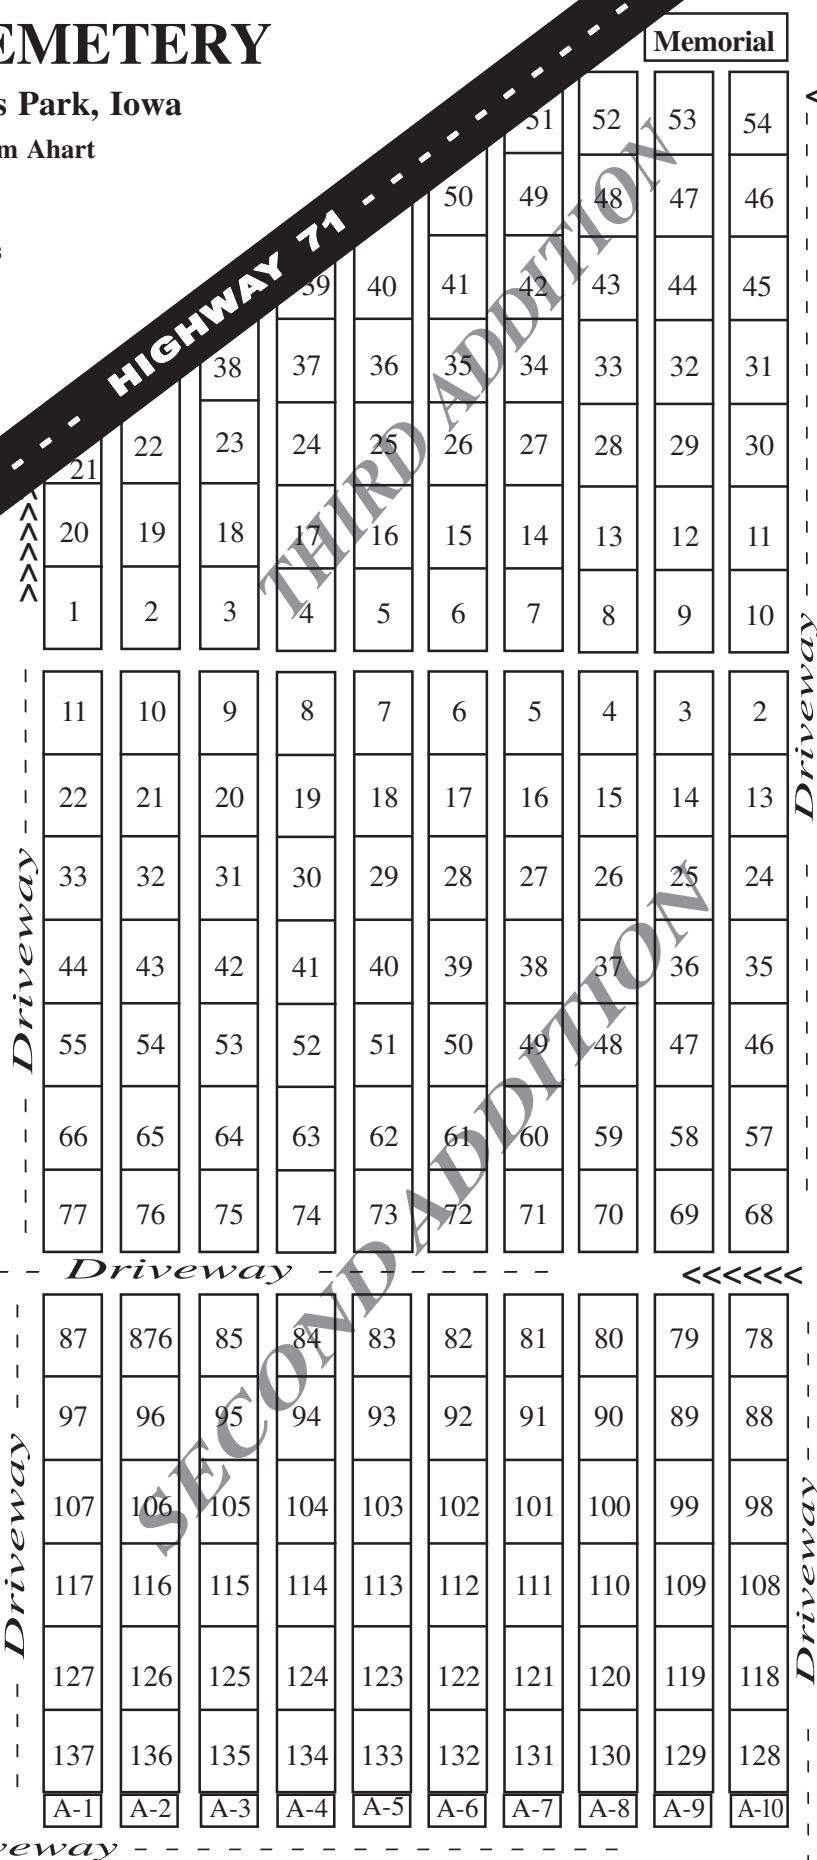 EMETERY
s Park, Iowa
m Ahart
s
Memorial
HIGHWAY 71
51 52 53 54
50 49 48 47 46
39 40 41 42 43 44 45
38 37 36 35 34 33 32 31
21 22 23 24 25 26 27 28 29 30
20 19 18 17 16 15 14 13 12 11
1 2 3 4 5 6 7 8 9 10
THIRD ADDITION
<
>>>>>>
Driveway
11 10 9 8 7 6 5 4 3 2
22 21 20 19 18 17 16 15 14 13
33 32 31 30 29 28 27 26 25 24
44 43 42 41 40 39 38 37 36 35
55 54 53 52 51 50 49 48 47 46
66 65 64 63 62 61 60 59 58 57
77 76 75 74 73 72 71 70 69 68
Driveway
SECOND ADDITION
Driveway
<<<<<<
87 876 85 84 83 82 81 80 79 78
97 96 95 94 93 92 91 90 89 88
107 106 105 104 103 102 101 100 99 98
117 116 115 114 113 112 111 110 109 108
127 126 125 124 123 122 121 120 119 118
137 136 135 134 133 132 131 130 129 128
A-1 A-2 A-3 A-4 A-5 A-6 A-7 A-8 A-9 A-10
Driveway
Driveway
veway